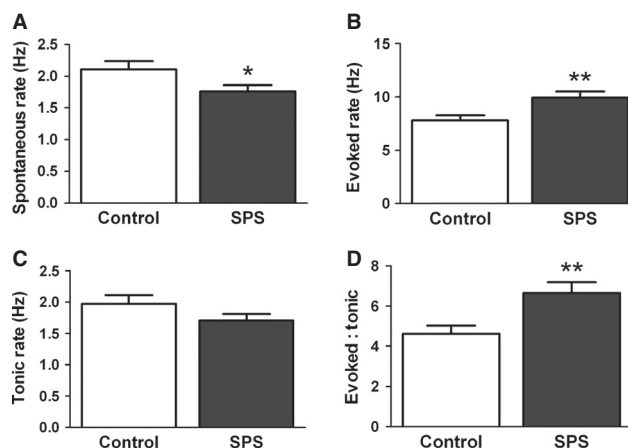 A
Spontaneous rate (Hz)
2.5
2.0
1.5
1.0
0.5
0.0
*
Control SPS
B
Evoked rate (Hz)
15
10
5
0
**
Control SPS
C
Tonic rate (Hz)
2.5
2.0
1.5
1.0
0.5
0.0
Control SPS
D
Evoked : tonic
8
6
4
2
0
**
Control SPS